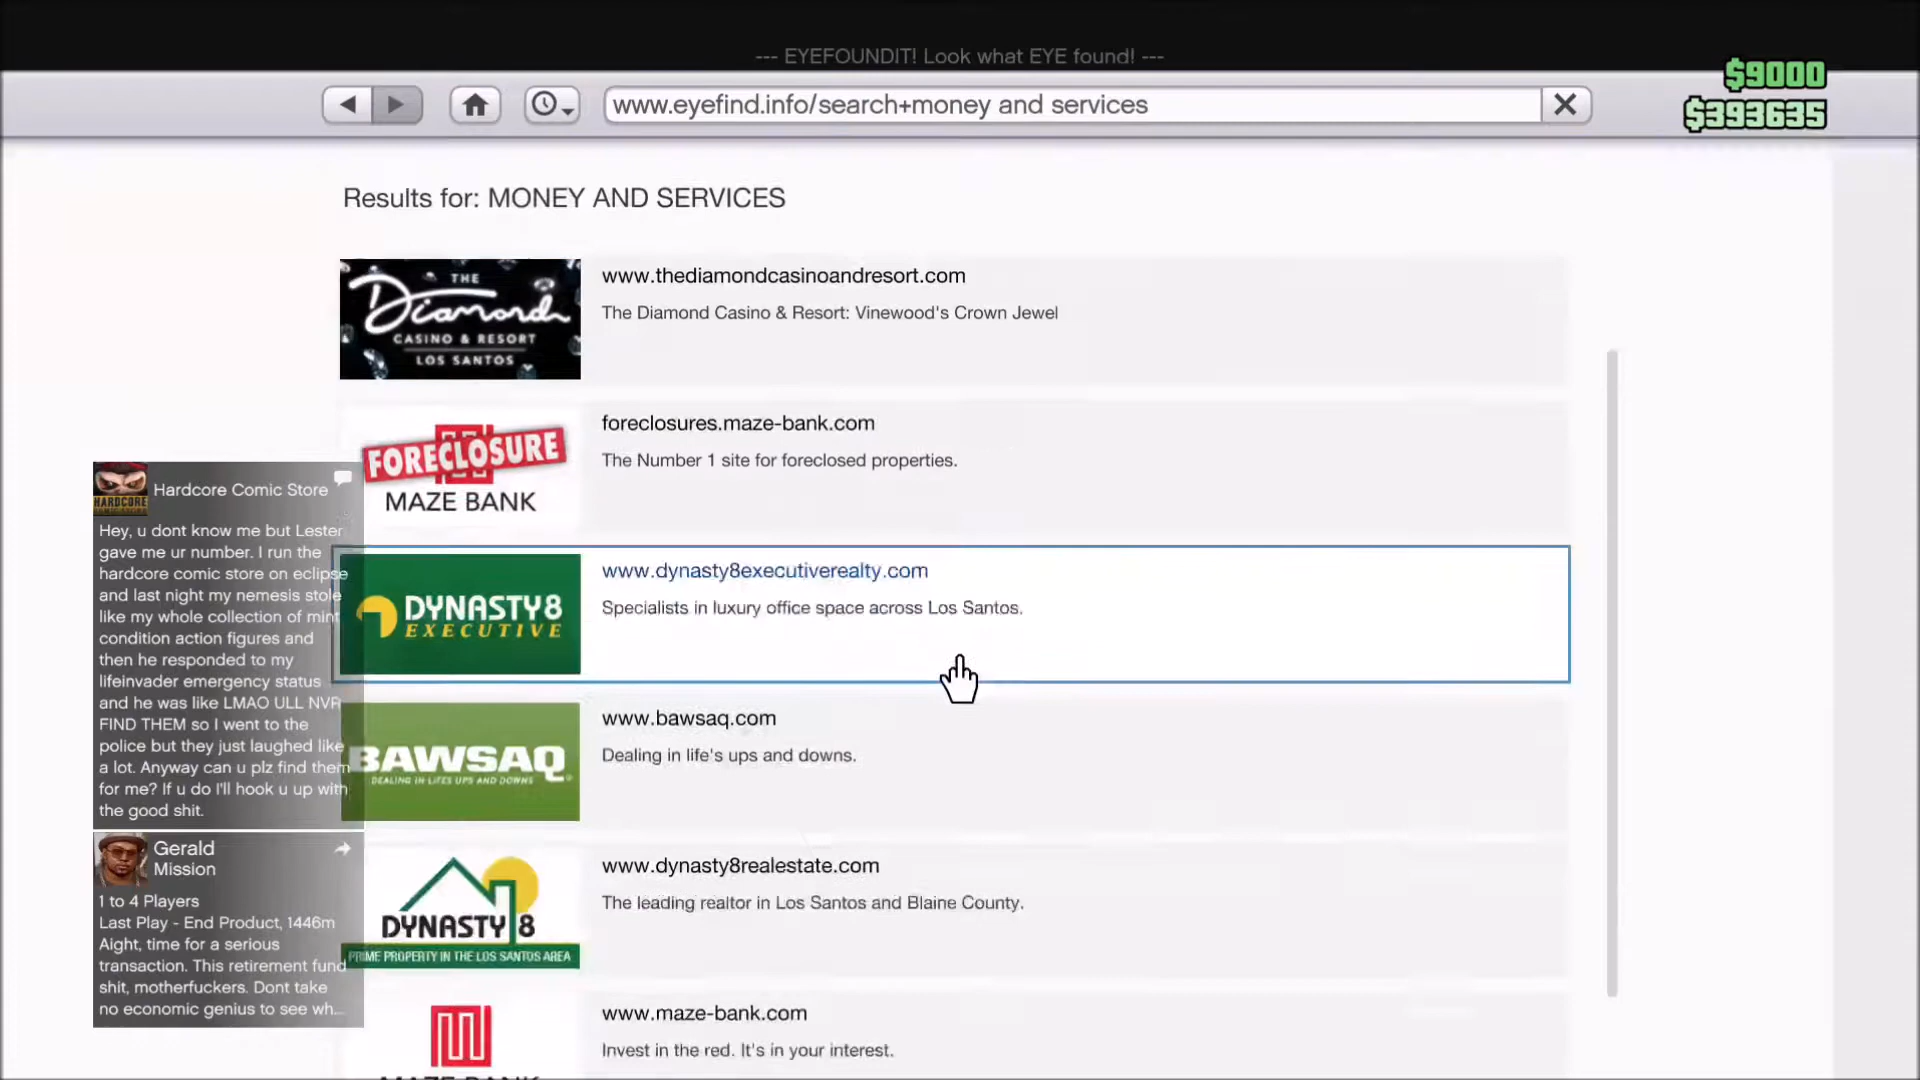 --- EYEFOUNDIT! Look what EYE found! ---
$9000
$393635
www.eyefind.info/search+money and services
Results for: MONEY AND SERVICES
THE
Diamond
CASINO & RESORT
LOS SANTOS
www.thediamondcasinoandresort.com
The Diamond Casino & Resort: Vinewood's Crown Jewel
FORECLOSURE
MAZE BANK
foreclosures.maze-bank.com
The Number 1 site for foreclosed properties.
DYNASTY8
EXECUTIVE
www.dynasty8executiverealty.com
Specialists in luxury office space across Los Santos.
BAWSAQ
DEALING IN LIFE'S UPS AND DOWNS
www.bawsaq.com
Dealing in life's ups and downs.
DYNASTY 8
PRIME PROPERTY IN THE LOS SANTOS AREA
www.dynasty8realestate.com
The leading realtor in Los Santos and Blaine County.
MAZE BANK
www.maze-bank.com
Invest in the red. It's in your interest.
HARDCORE
Hardcore Comic Store
Hey, u dont know me but Lester
gave me ur number. I run the
hardcore comic store on eclipse
and last night my nemesis stole
like my whole collection of mint
condition action figures and
then he responded to my
lifeinvader emergency status
and he was like LMAO ULL NVR
FIND THEM so I went to the
police but they just laughed like
a lot. Anyway can u plz find them
for me? If u do I'll hook u up with
the good shit.
Gerald
Mission
1 to 4 Players
Last Play - End Product, 1446m
Aight, time for a serious
transaction. This retirement fund
shit, motherfuckers. Dont take
no economic genius to see wh...